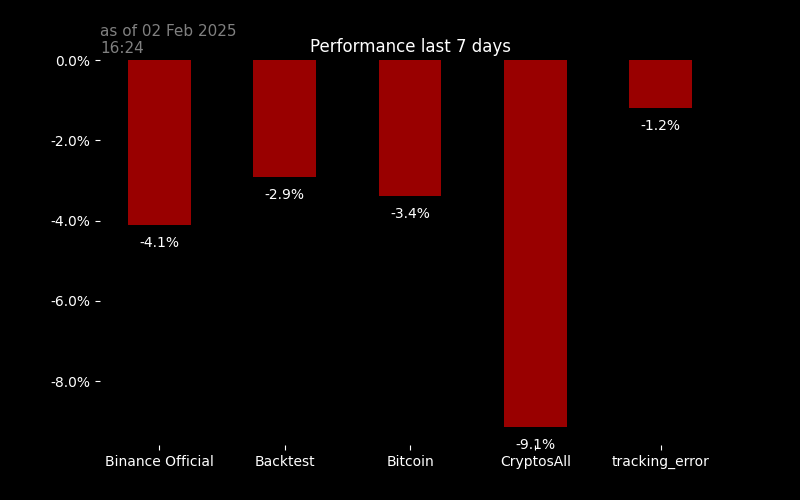 as of 02 Feb 2025
16:24
Performance last 7 days
0.0%
-2.0%
-4.0%
-6.0%
-8.0%
-4.1%
-2.9%
-3.4%
-9.1%
-1.2%
Binance Official
Backtest
Bitcoin
CryptosAll
tracking_error